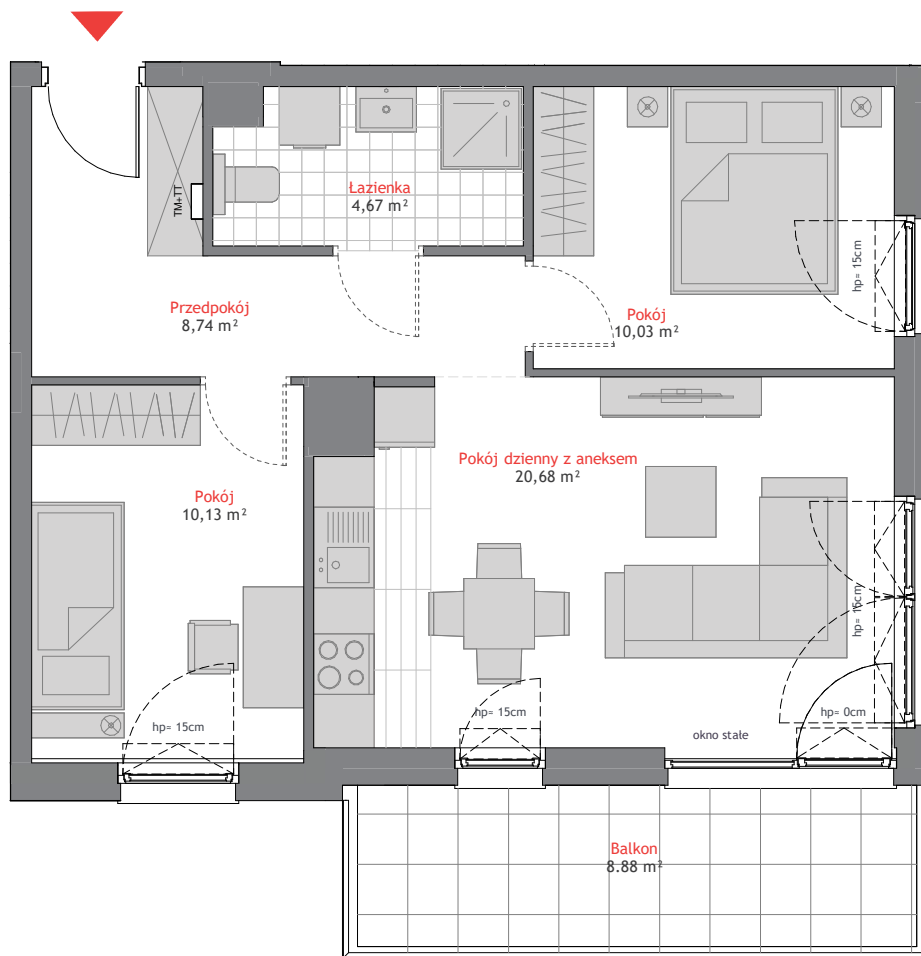 Łazienka
4,67 m²
TM+TT
hp= 15cm
Przedpokój
8,74 m²
Pokój
10,03 m²
Pokój dzienny z aneksem
20,68 m²
Pokój
10,13 m²
hp= 15cm
hp= 15cm
hp= 15cm
hp= 0cm
okno stałe
Balkon
8.88 m²